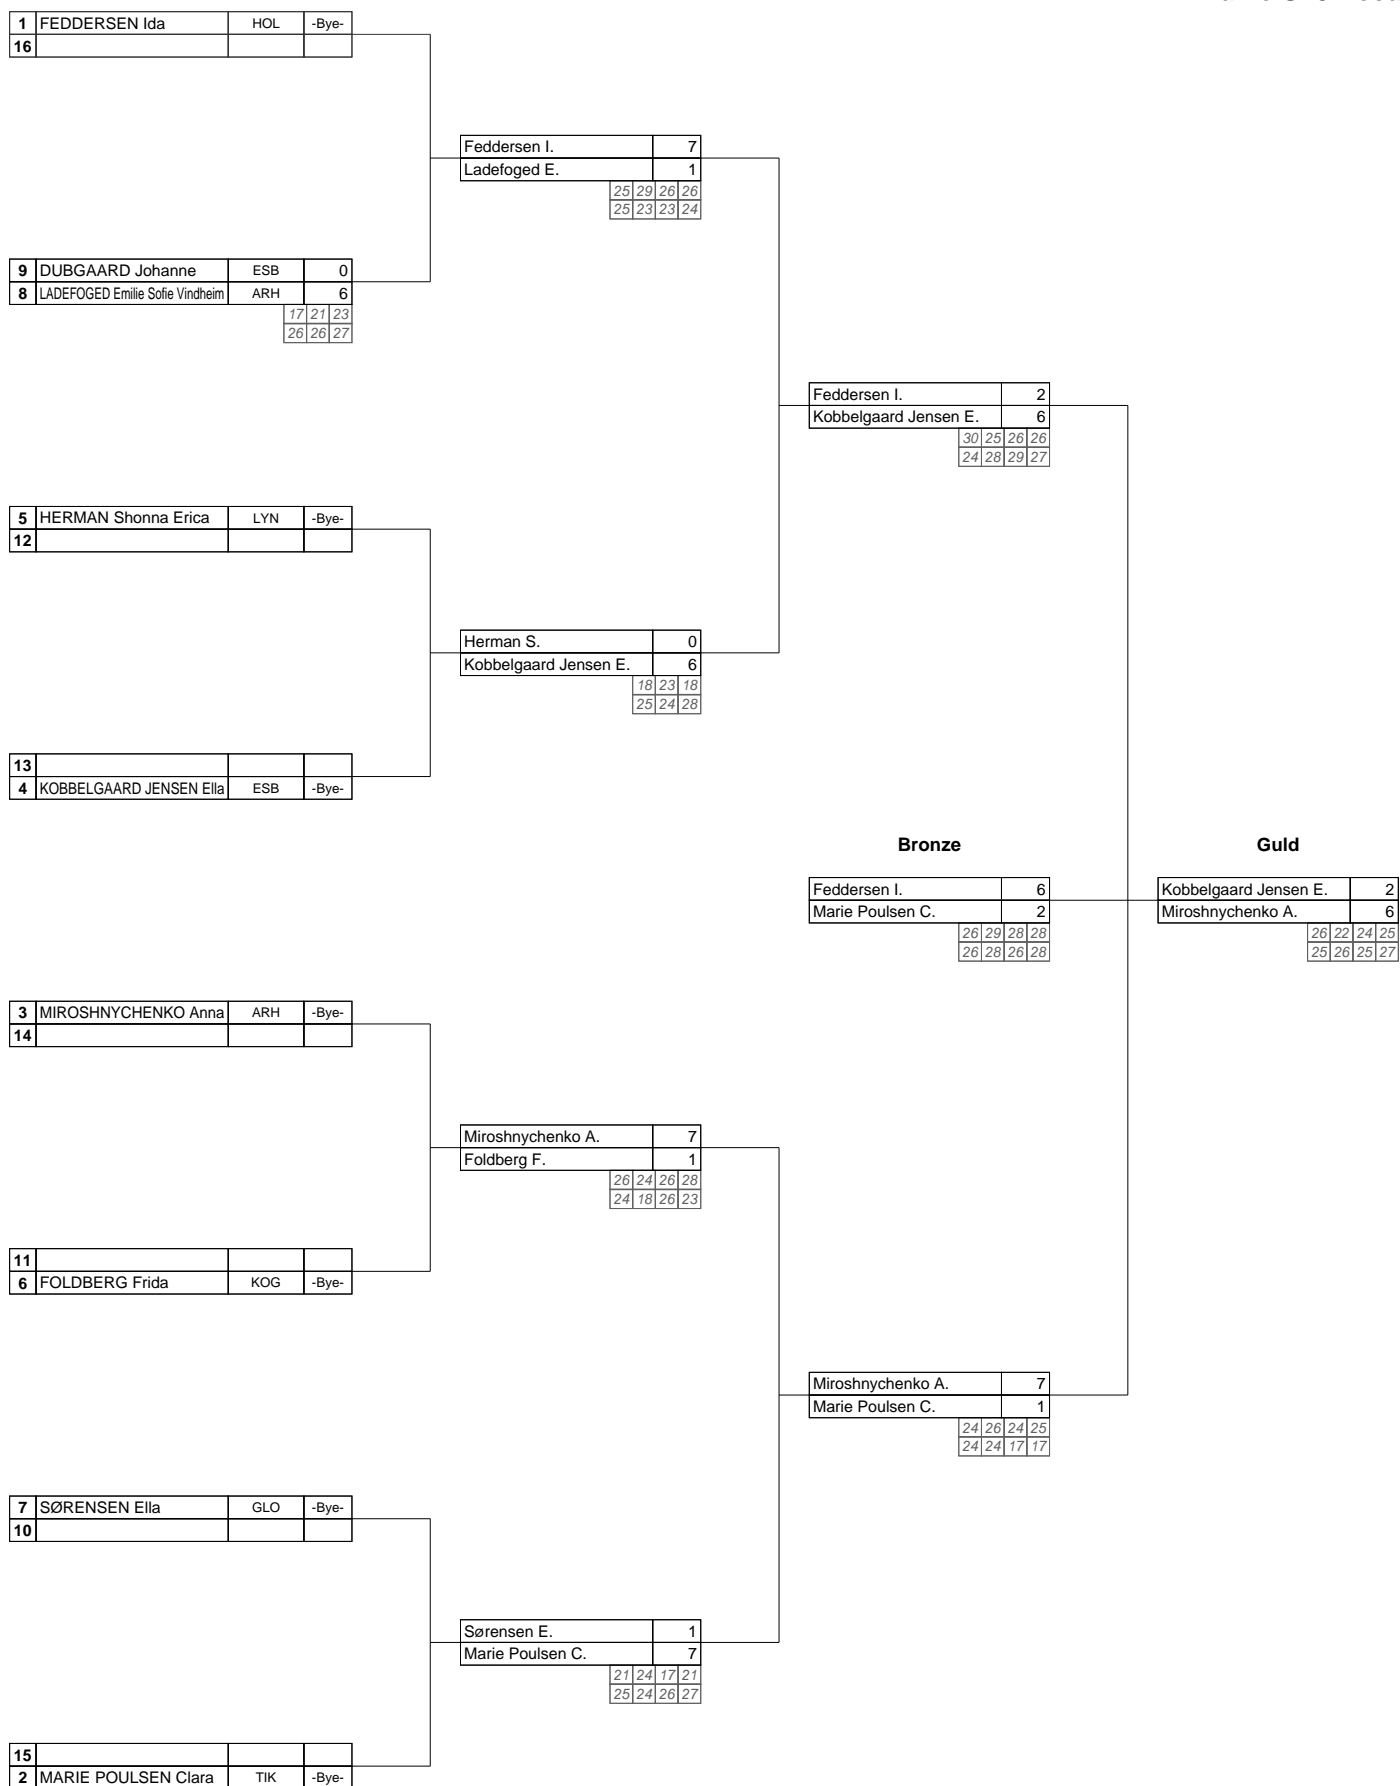 1 FEDDERSEN Ida HOL -Bye-
16
Feddersen I. 7
Ladefoged E. 1
25 29 26 26
25 23 23 24
9 DUBGAARD Johanne ESB 0
8 LADEFOGED Emilie Sofie Vindheim ARH 6
17 21 23
26 26 27
Feddersen I. 2
Kobbelgaard Jensen E. 6
30 25 26 26
24 28 29 27
5 HERMAN Shonna Erica LYN -Bye-
12
Herman S. 0
Kobbelgaard Jensen E. 6
18 23 18
25 24 28
13
4 KOBBELGAARD JENSEN Ella ESB -Bye-
Bronze
Guld
Feddersen I. 6
Marie Poulsen C. 2
26 29 28 28
26 28 26 28
Kobbelgaard Jensen E. 2
Miroshnychenko A. 6
26 22 24 25
25 26 25 27
3 MIROSHNYCHENKO Anna ARH -Bye-
14
Miroshnychenko A. 7
Foldberg F. 1
26 24 26 28
24 18 26 23
11
6 FOLDBERG Frida KOG -Bye-
Miroshnychenko A. 7
Marie Poulsen C. 1
24 26 24 25
24 24 17 17
7 SØRENSEN Ella GLO -Bye-
10
Sørensen E. 1
Marie Poulsen C. 7
21 24 17 21
25 24 26 27
15
2 MARIE POULSEN Clara TIK -Bye-